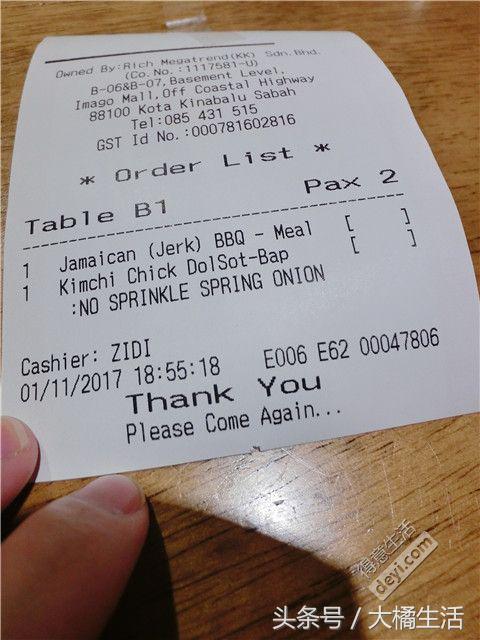 Owned By:Rich Megatrend(KK) Sdn.Bhd.
(Co.No.:1117581-U)
B-06&B-07,Basement Level,
Imago Mall,Off Coastal Highway
88100 Kota Kinabalu Sabah
Tel:085 431 515
GST Id No.:000781602816
* Order List *
Table B1 Pax 2
1 Jamaican (Jerk) BBQ - Meal [ ]
1 Kimchi Chick DolSot-Bap [ ]
:NO SPRINKLE SPRING ONION
Cashier: ZIDI
01/11/2017 18:55:18 E006 E62 00047806
Thank You
Please Come Again...
得意生活
deyi.com
头条号 / 大橘生活